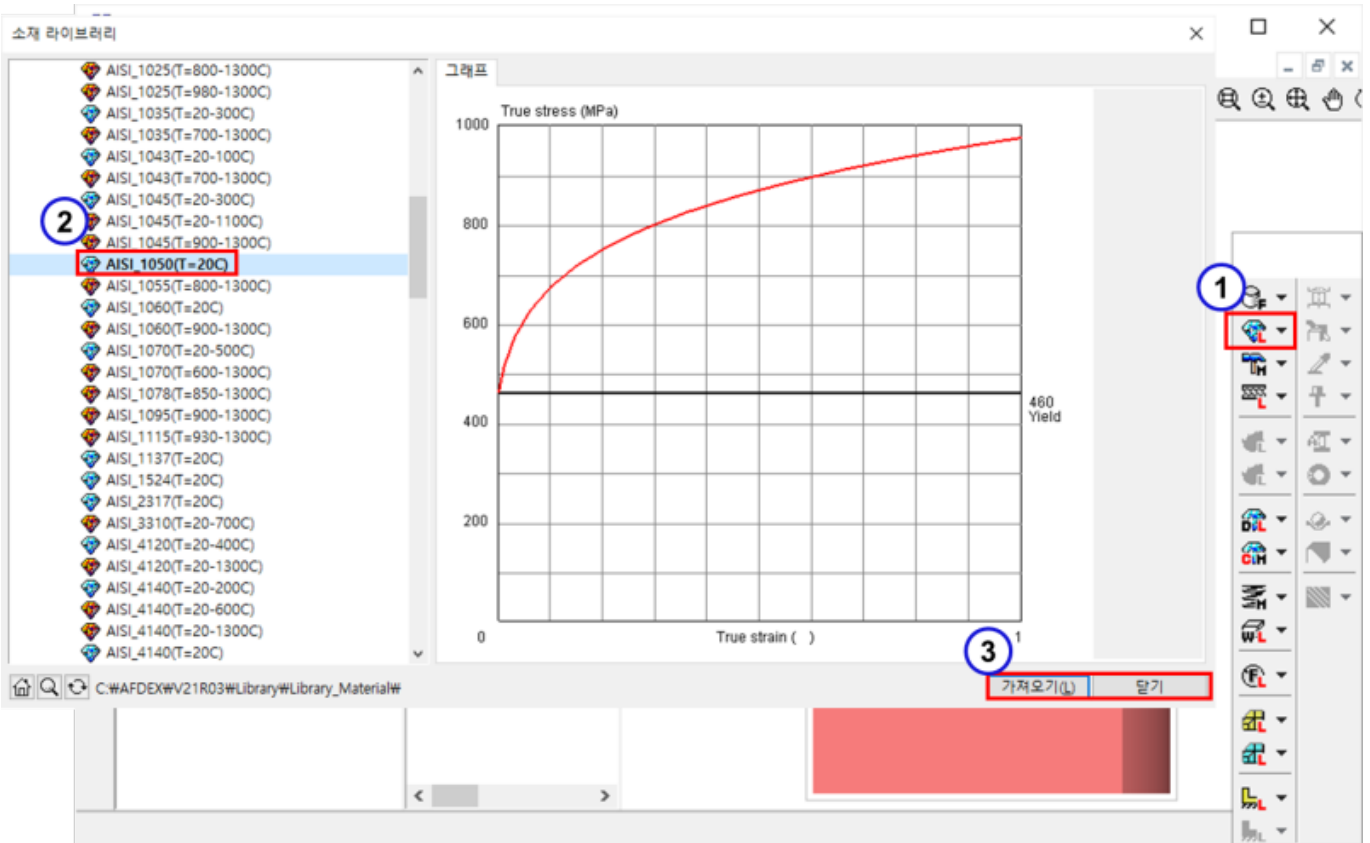 소재 라이브러리
AISI_1025(T=800-1300C)
AISI_1025(T=980-1300C)
AISI_1035(T=20-300C)
AISI_1035(T=700-1300C)
AISI_1043(T=20-100C)
AISI_1043(T=700-1300C)
AISI_1045(T=20-300C)
2
AISI_1045(T=20-1100C)
AISI_1045(T=900-1300C)
AISI_1050(T=20C)
AISI_1055(T=800-1300C)
AISI_1060(T=20C)
AISI_1060(T=900-1300C)
AISI_1070(T=20-500C)
AISI_1070(T=600-1300C)
AISI_1078(T=850-1300C)
AISI_1095(T=900-1300C)
AISI_1115(T=930-1300C)
AISI_1137(T=20C)
AISI_1524(T=20C)
AISI_2317(T=20C)
AISI_3310(T=20-700C)
AISI_4120(T=20-400C)
AISI_4120(T=20-1300C)
AISI_4140(T=20-200C)
AISI_4140(T=20-600C)
AISI_4140(T=20-1300C)
AISI_4140(T=20C)
그래프
True stress (MPa)
1000
800
600
400
200
0
460
Yield
True strain ( )
1
3
C:₩AFDEX₩V21R03₩Library₩Library_Material₩
가져오기(L)
닫기
1
F
L
M
L
L
L
D L
C M
M
W L
F L
L
L
L
L